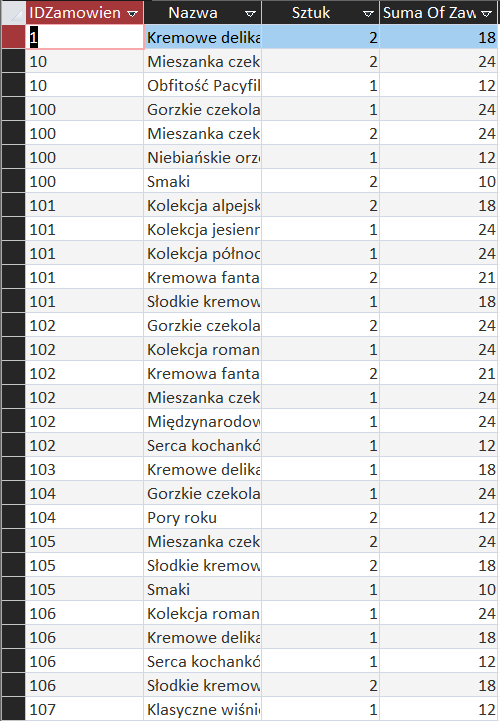 IDZamowien Nazwa Sztuk Suma Of Zaw
1 Kremowe delika 2 18
10 Mieszanka czek 2 24
10 Obfitość Pacyfil 1 12
100 Gorzkie czekola 1 24
100 Mieszanka czek 2 24
100 Niebiańskie orz 1 12
100 Smaki 2 10
101 Kolekcja alpejsk 2 18
101 Kolekcja jesienn 1 24
101 Kolekcja północ 1 24
101 Kremowa fanta 2 21
101 Słodkie kremow 1 18
102 Gorzkie czekola 2 24
102 Kolekcja roman 1 24
102 Kremowa fanta 2 21
102 Mieszanka czek 1 24
102 Międzynarodow 1 24
102 Serca kochankó 1 12
103 Kremowe delika 1 18
104 Gorzkie czekola 1 24
104 Pory roku 2 12
105 Mieszanka czek 2 24
105 Słodkie kremow 2 18
105 Smaki 1 10
106 Kolekcja roman 1 24
106 Kremowe delika 1 18
106 Serca kochankó 1 12
106 Słodkie kremow 2 18
107 Klasyczne wiśni 1 12